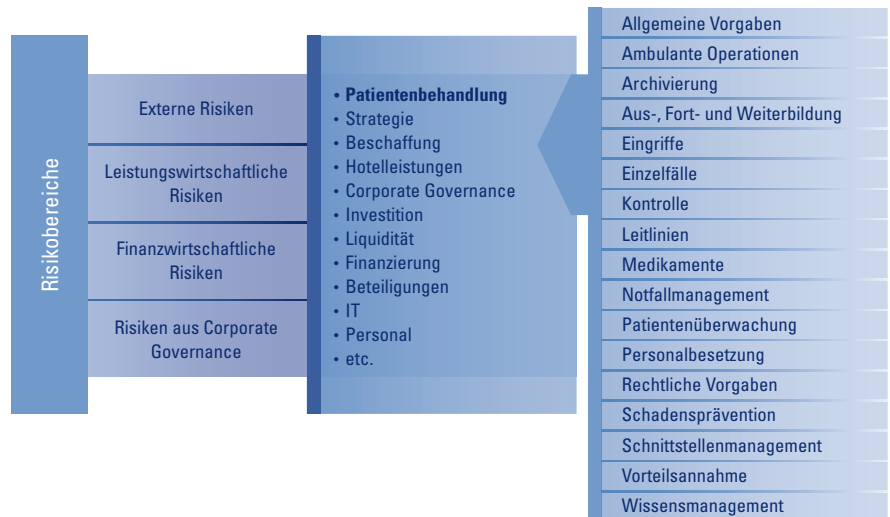 Risikobereiche
Externe Risiken
Leistungswirtschaftliche
Risiken
Finanzwirtschaftliche
Risiken
Risiken aus Corporate
Governance
• Patientenbehandlung
• Strategie
• Beschaffung
• Hotelleistungen
• Corporate Governance
• Investition
• Liquidität
• Finanzierung
• Beteiligungen
• IT
• Personal
• etc.
Allgemeine Vorgaben
Ambulante Operationen
Archivierung
Aus-, Fort- und Weiterbildung
Eingriffe
Einzelfälle
Kontrolle
Leitlinien
Medikamente
Notfallmanagement
Patientenüberwachung
Personalbesetzung
Rechtliche Vorgaben
Schadensprävention
Schnittstellenmanagement
Vorteilsannahme
Wissensmanagement